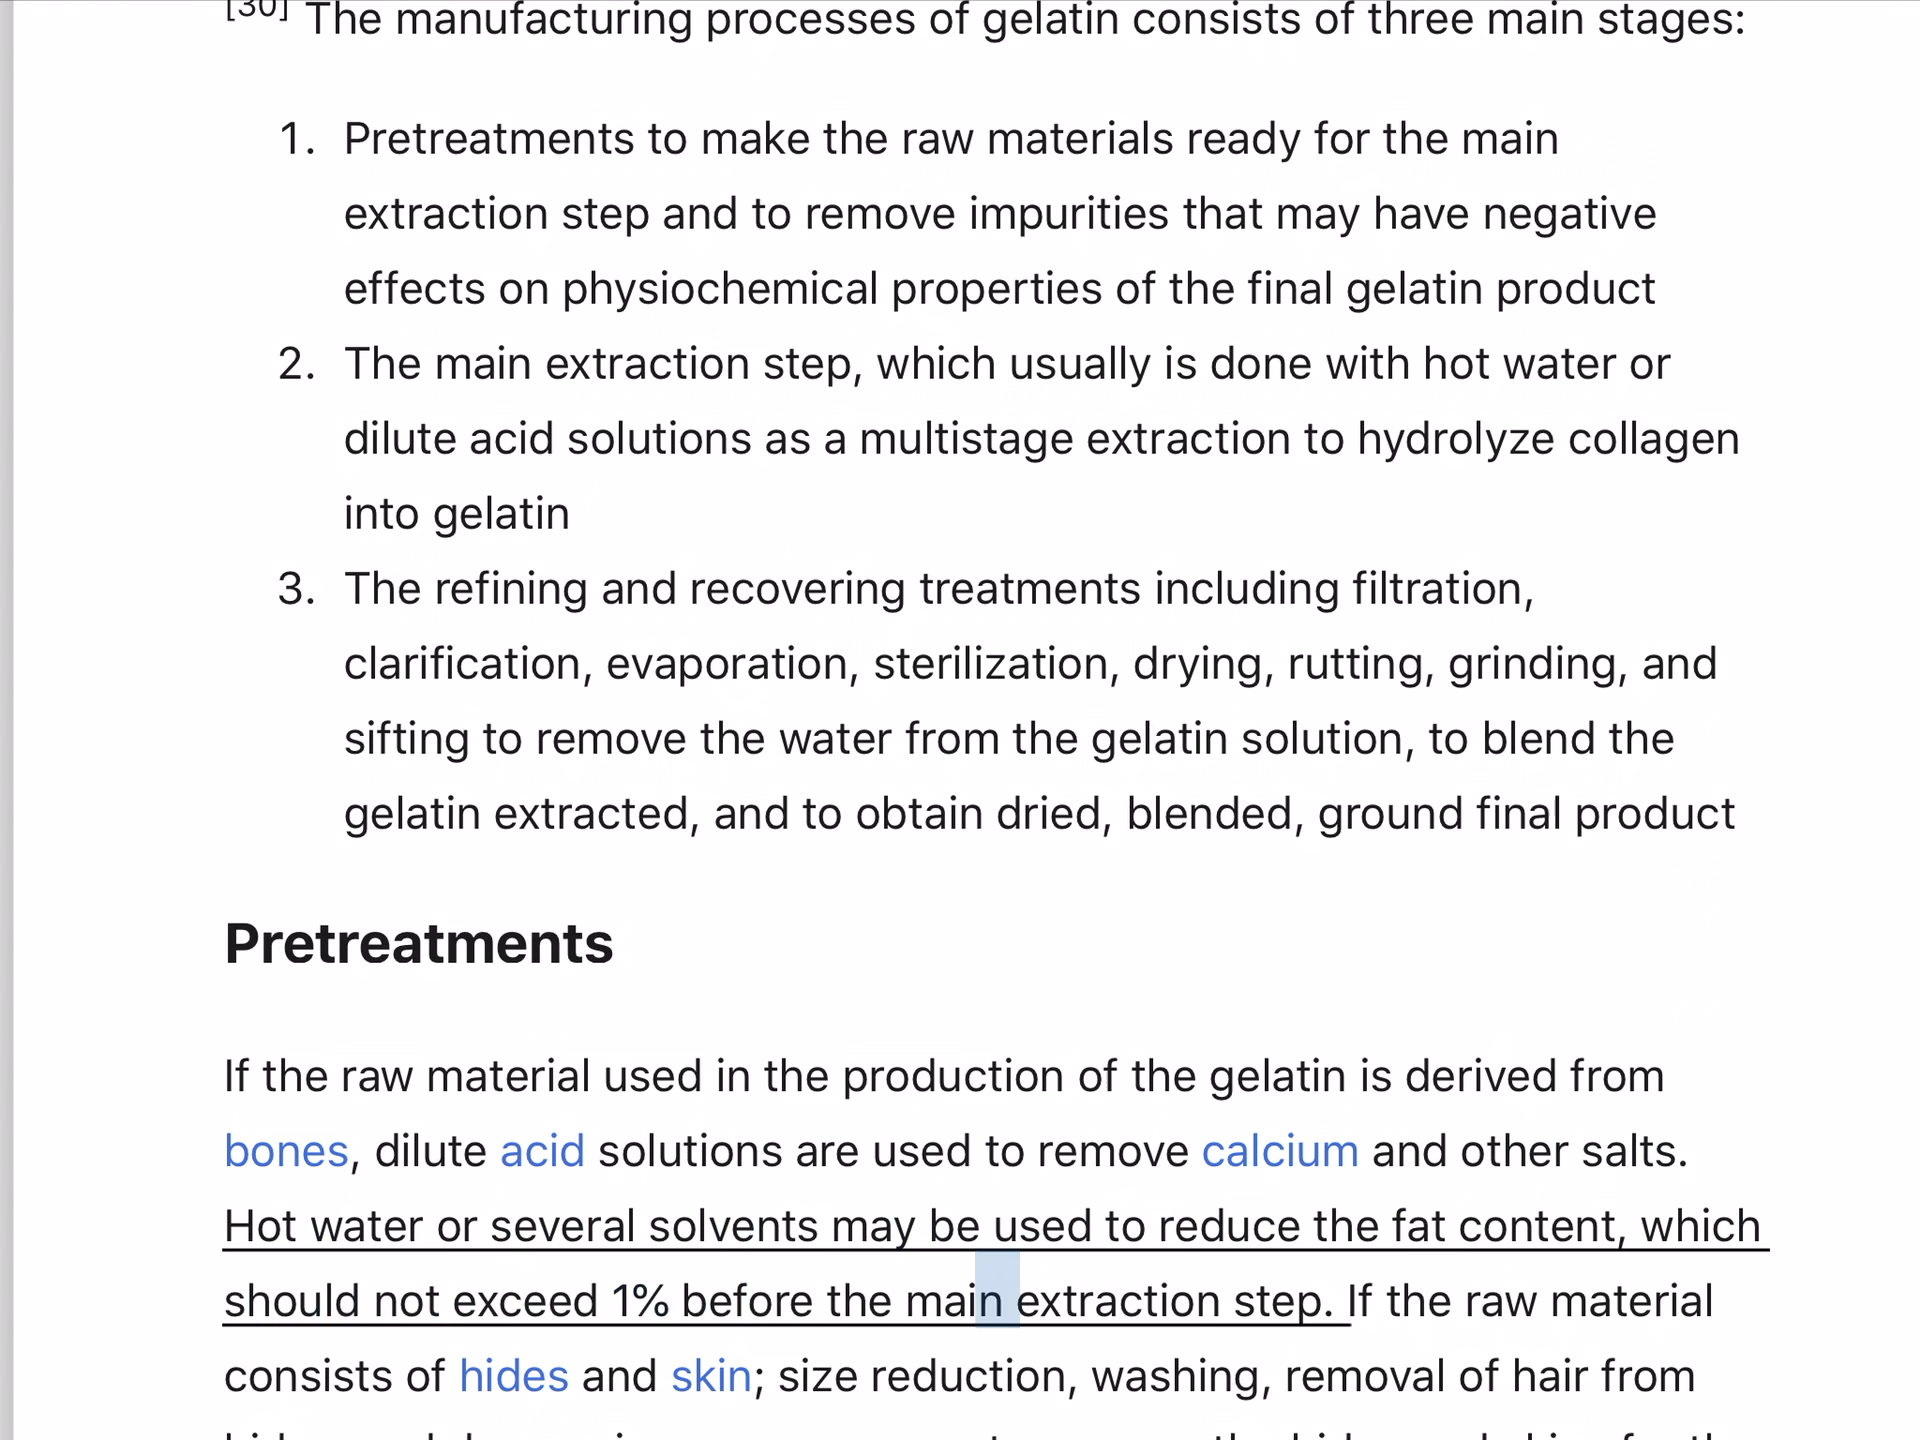 [30] The manufacturing processes of gelatin consists of three main stages:
1. Pretreatments to make the raw materials ready for the main
extraction step and to remove impurities that may have negative
effects on physiochemical properties of the final gelatin product
2. The main extraction step, which usually is done with hot water or
dilute acid solutions as a multistage extraction to hydrolyze collagen
into gelatin
3. The refining and recovering treatments including filtration,
clarification, evaporation, sterilization, drying, rutting, grinding, and
sifting to remove the water from the gelatin solution, to blend the
gelatin extracted, and to obtain dried, blended, ground final product
Pretreatments
If the raw material used in the production of the gelatin is derived from
bones, dilute acid solutions are used to remove calcium and other salts.
Hot water or several solvents may be used to reduce the fat content, which
should not exceed 1% before the main extraction step. If the raw material
consists of hides and skin; size reduction, washing, removal of hair from